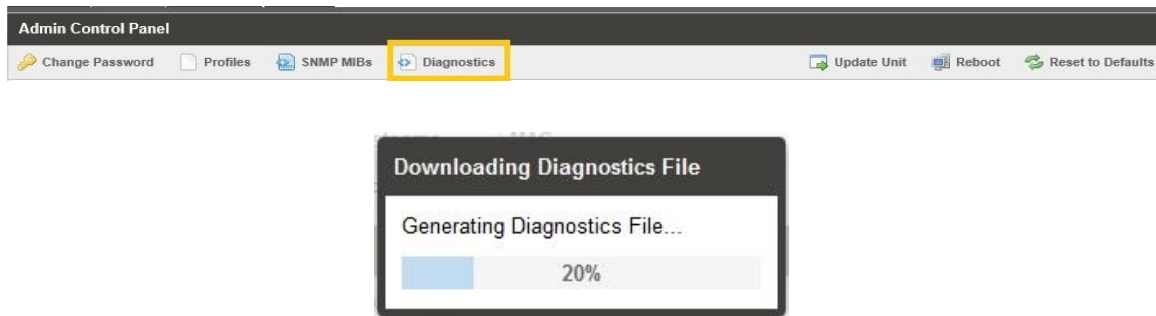 Admin Control Panel
Change Password Profiles SNMP MIBs Diagnostics Update Unit Reboot Reset to Defaults
Downloading Diagnostics File
Generating Diagnostics File...
20%